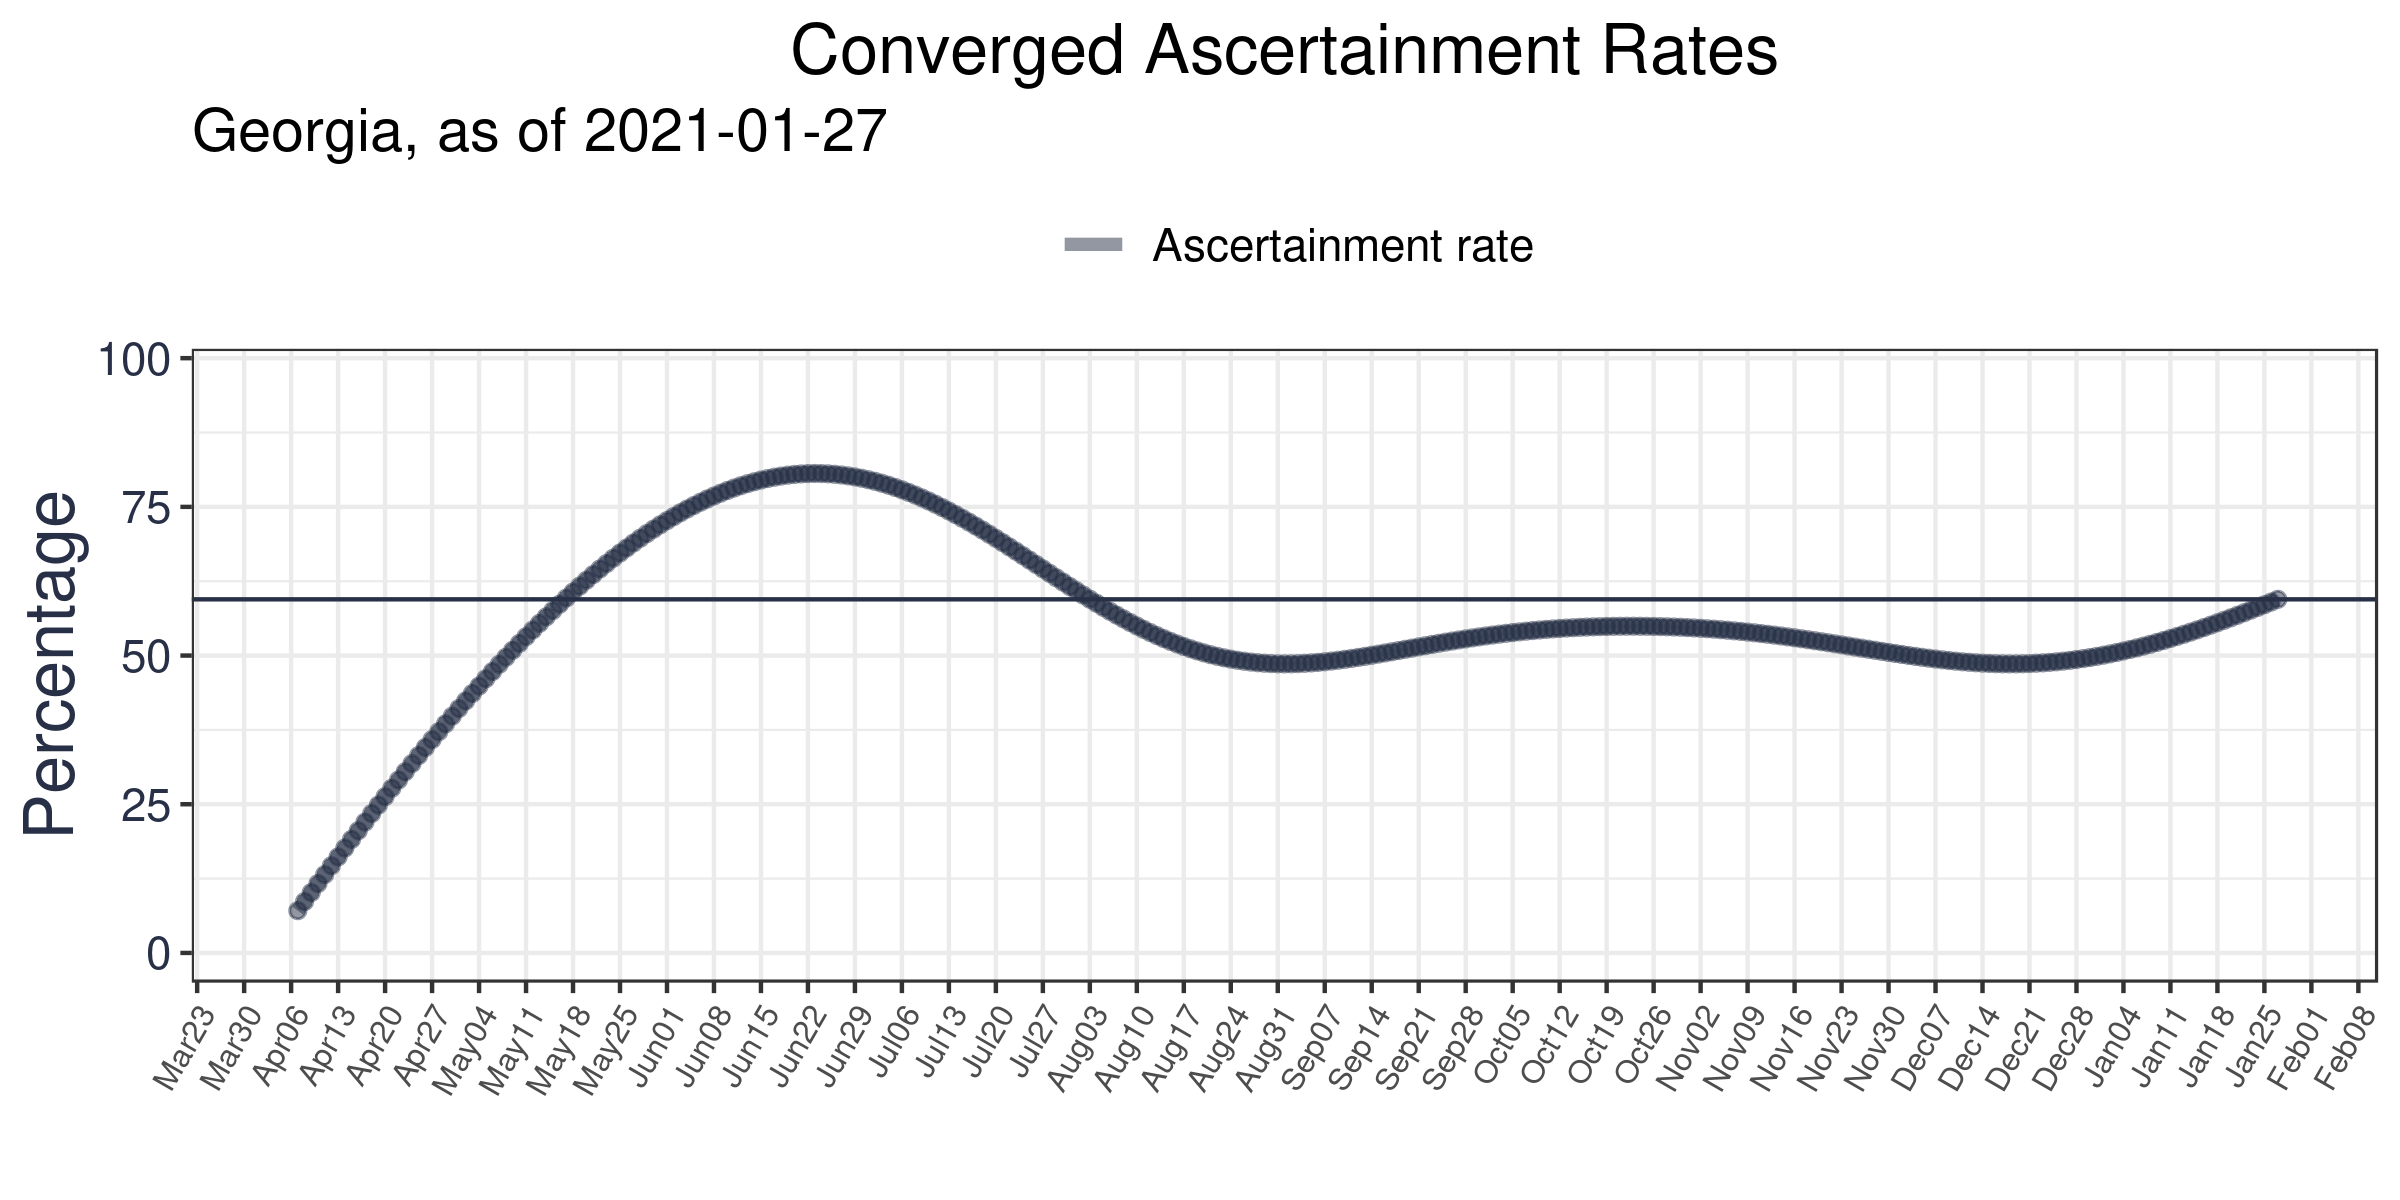 Converged Ascertainment Rates
Georgia, as of 2021-01-27
Ascertainment rate
Percentage
100
75
50
25
0
Mar23 Mar30 Apr06 Apr13 Apr20 Apr27 May04 May11 May18 May25 Jun01 Jun08 Jun15 Jun22 Jun29 Jul06 Jul13 Jul20 Jul27 Aug03 Aug10 Aug17 Aug24 Aug31 Sep07 Sep14 Sep21 Sep28 Oct05 Oct12 Oct19 Oct26 Nov02 Nov09 Nov16 Nov23 Nov30 Dec07 Dec14 Dec21 Dec28 Jan04 Jan11 Jan18 Jan25 Feb01 Feb08